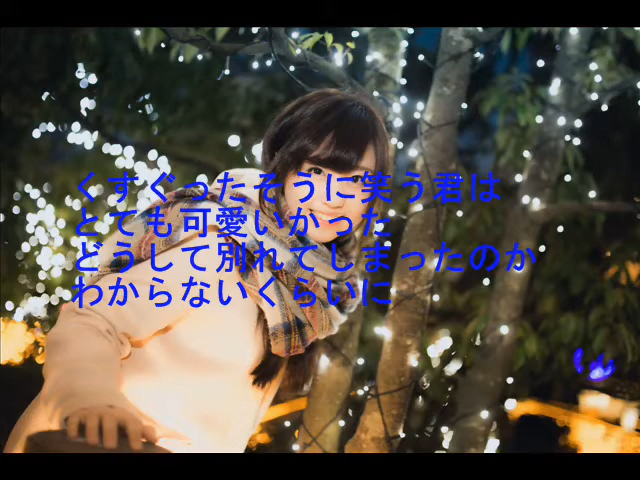 くすぐったそうに笑う君は
とても可愛いかった
どうして別れてしまったのか
わからないくらいに